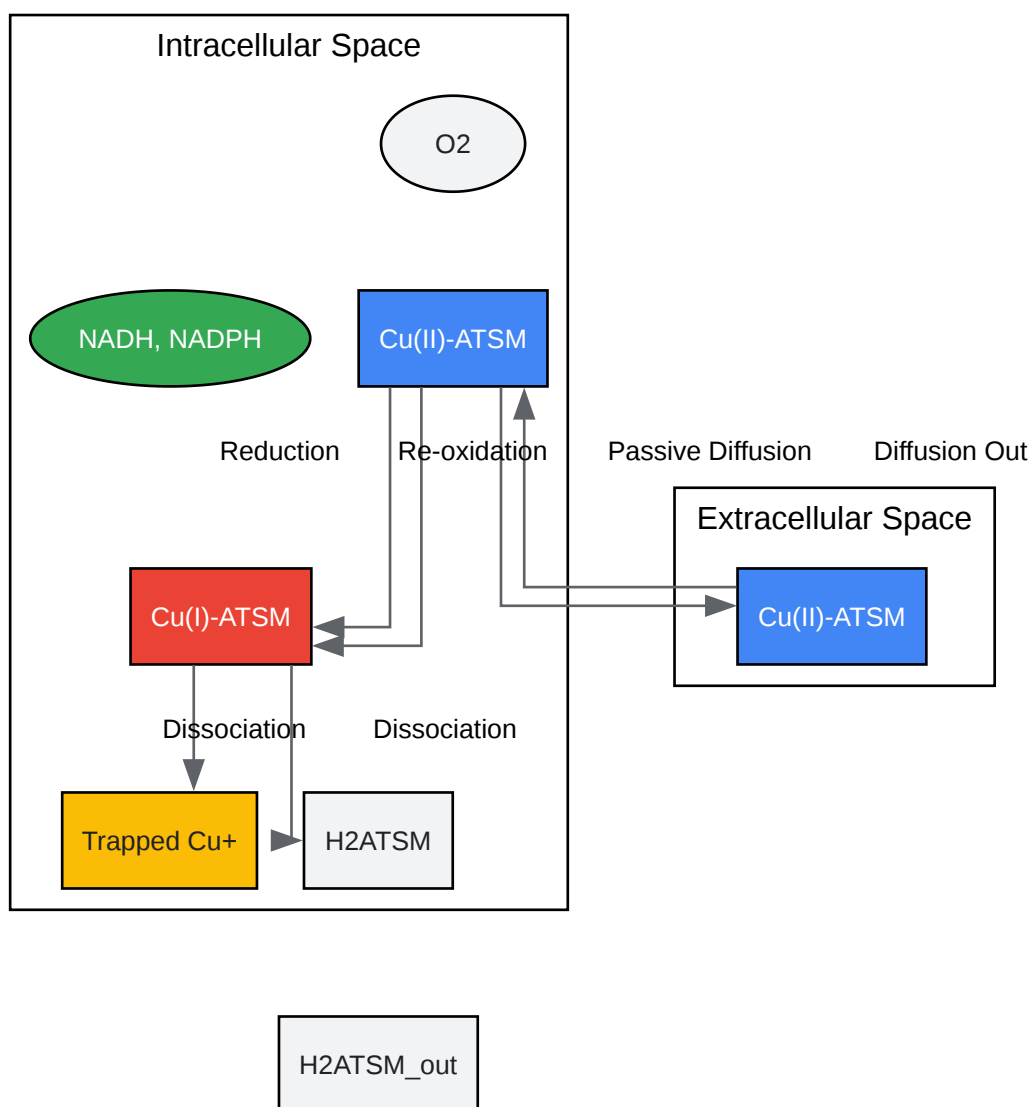 Intracellular Space
O2
NADH, NADPH
Cu(II)-ATSM
Reduction
Re-oxidation
Passive Diffusion
Diffusion Out
Extracellular Space
Cu(I)-ATSM
Cu(II)-ATSM
Dissociation
Dissociation
Trapped Cu+
H2ATSM
H2ATSM_out